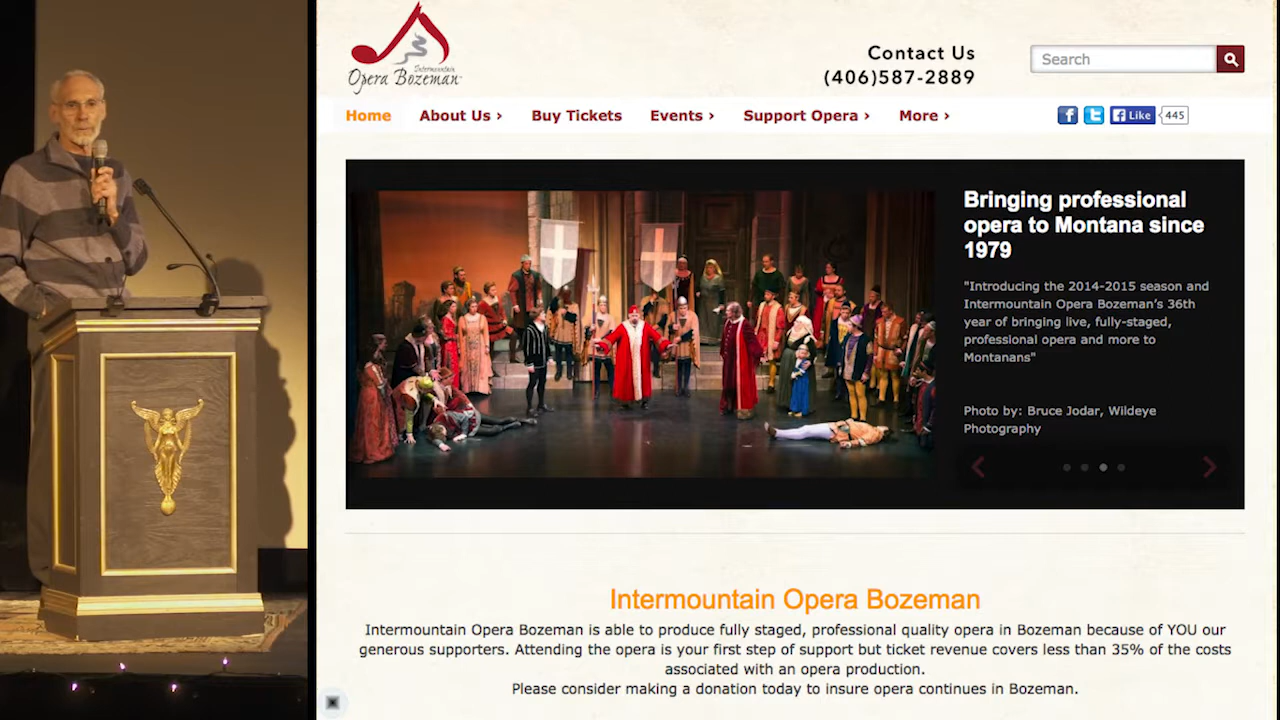 Intermountain
Opera Bozeman
Contact Us
(406)587-2889
Search
Home
About Us ›
Buy Tickets
Events ›
Support Opera ›
More ›
f
t
f Like
445
Bringing professional
opera to Montana since
1979
"Introducing the 2014-2015 season and
Intermountain Opera Bozeman's 36th
year of bringing live, fully-staged,
professional opera and more to
Montanans"
Photo by: Bruce Jodar, Wildeye
Photography
Intermountain Opera Bozeman
Intermountain Opera Bozeman is able to produce fully staged, professional quality opera in Bozeman because of YOU our
generous supporters. Attending the opera is your first step of support but ticket revenue covers less than 35% of the costs
associated with an opera production.
Please consider making a donation today to insure opera continues in Bozeman.